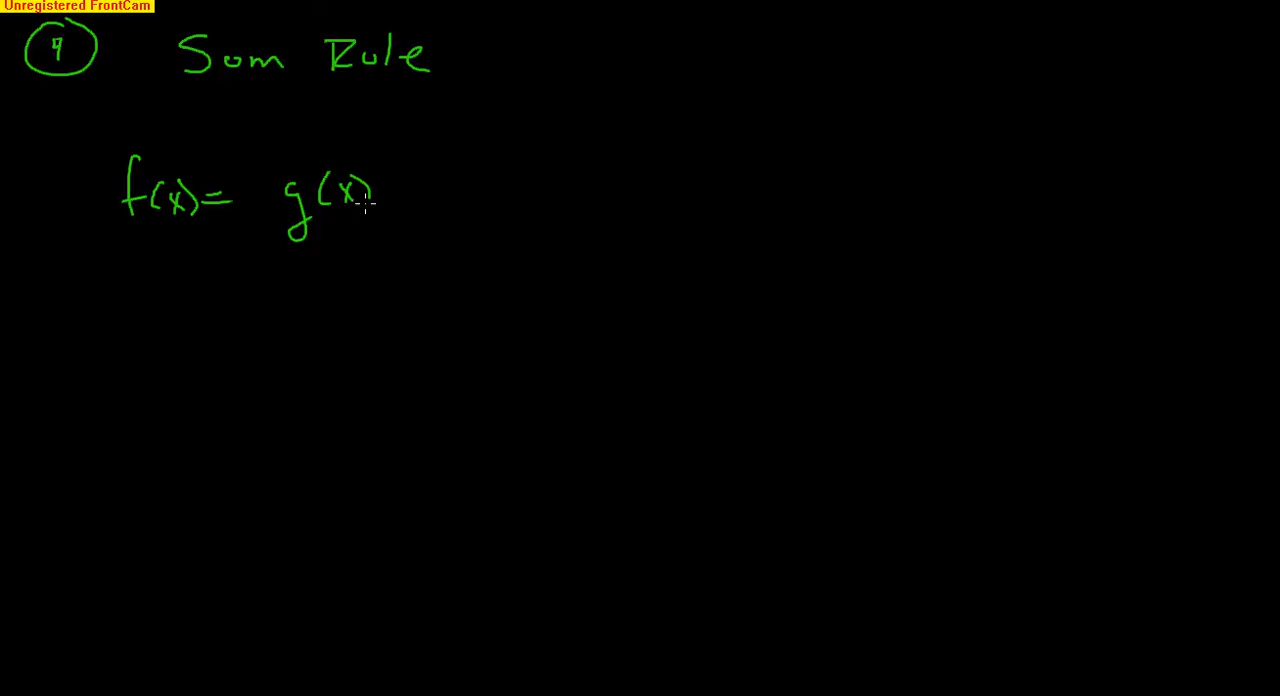 Unregistered FrontCam
4 Sum Rule
f(x) = g(x)